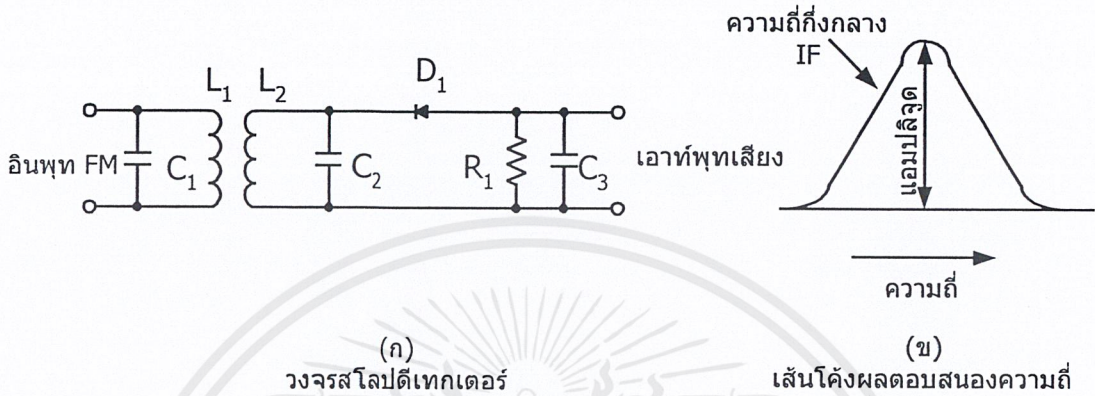 ความถี่กึ่งกลาง
IF
L1 L2 D1
อินพุท FM C1 C2 R1 C3 เอาท์พุทเสียง
แอมปลิจูด
ความถี่
(ก) (ข)
วงจรสโลปดีเทกเตอร์ เส้นโค้งผลตอบสนองความถี่